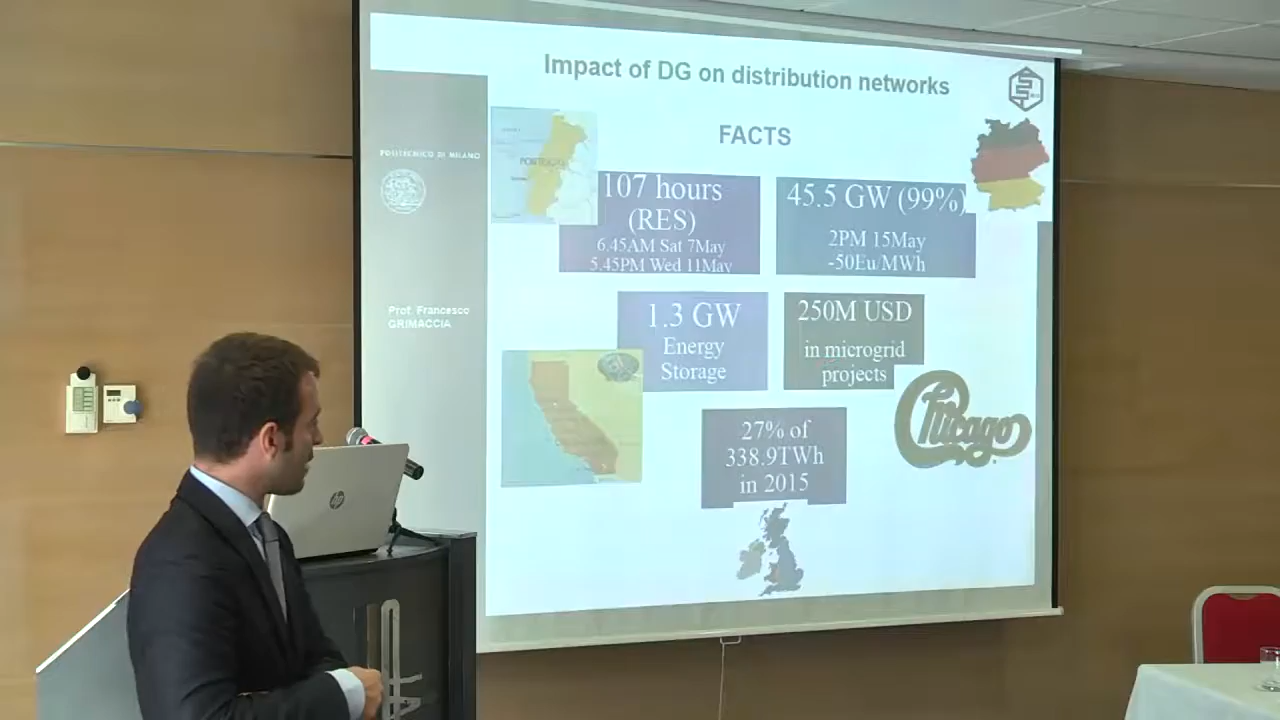 Impact of DG on distribution networks
FACTS
POLITECNICO DI MILANO
Prof. Francesco
GRIMACCIA
107 hours
(RES)
6.45AM Sat 7May
5.45PM Wed 11May
45.5 GW (99%)
2PM 15May
-50Eu/MWh
1.3 GW
Energy
Storage
250M USD
in microgrid
projects
27% of
338.9TWh
in 2015
Chicago
hp